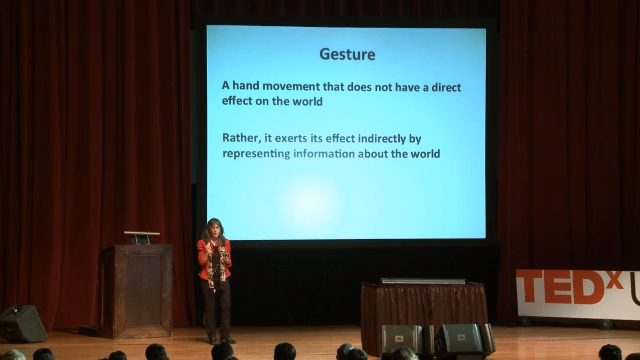 Gesture
A hand movement that does not have a direct
effect on the world
Rather, it exerts its effect indirectly by
representing information about the world
TEDx U